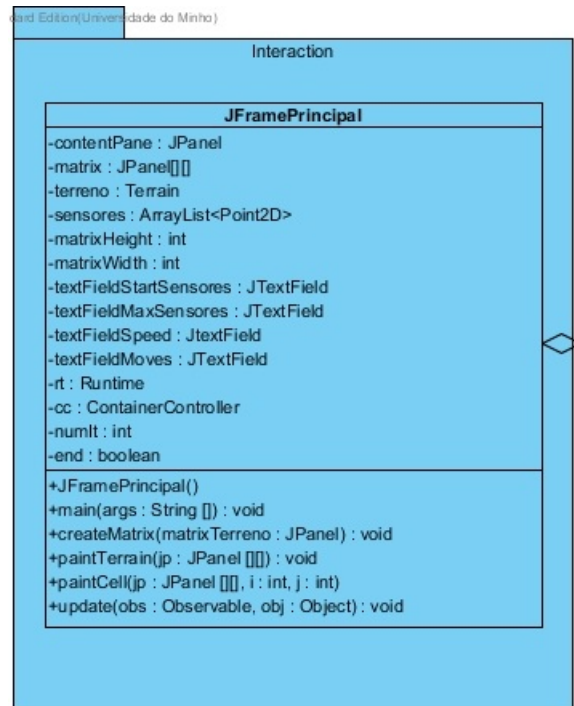 dard Edition(Universidade do Minho)
Interaction
JFramePrincipal
-contentPane : JPanel
-matrix : JPanel[][]
-terreno : Terrain
-sensores : ArrayList<Point2D>
-matrixHeight : int
-matrixWidth : int
-textFieldStartSensores : JTextField
-textFieldMaxSensores : JTextField
-textFieldSpeed : JtextField
-textFieldMoves : JTextField
-rt : Runtime
-cc : ContainerController
-numIt : int
-end : boolean
+JFramePrincipal()
+main(args : String []) : void
+createMatrix(matrixTerreno : JPanel) : void
+paintTerrain(jp : JPanel [][]) : void
+paintCell(jp : JPanel [][], i : int, j : int)
+update(obs : Observable, obj : Object) : void